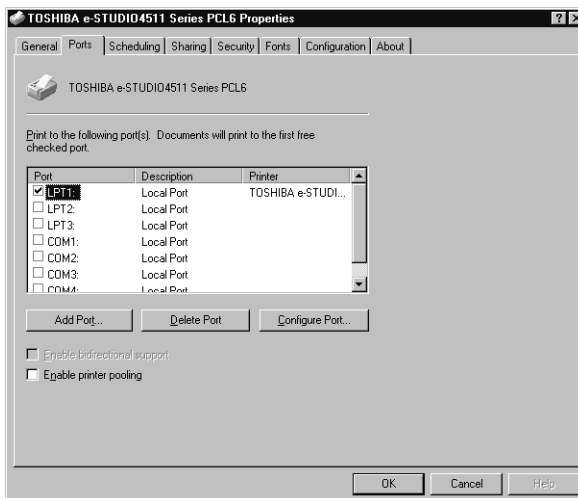 TOSHIBA e-STUDIO4511 Series PCL6 Properties
General Ports Scheduling Sharing Security Fonts Configuration About
TOSHIBA e-STUDIO4511 Series PCL6
Print to the following port(s). Documents will print to the first free
checked port.
Port Description Printer
LPT1: Local Port TOSHIBA e-STUDI...
LPT2: Local Port
LPT3: Local Port
COM1: Local Port
COM2: Local Port
COM3: Local Port
COM4: Local Port
Add Port... Delete Port Configure Port...
Enable bidirectional support
Enable printer pooling
OK Cancel Help